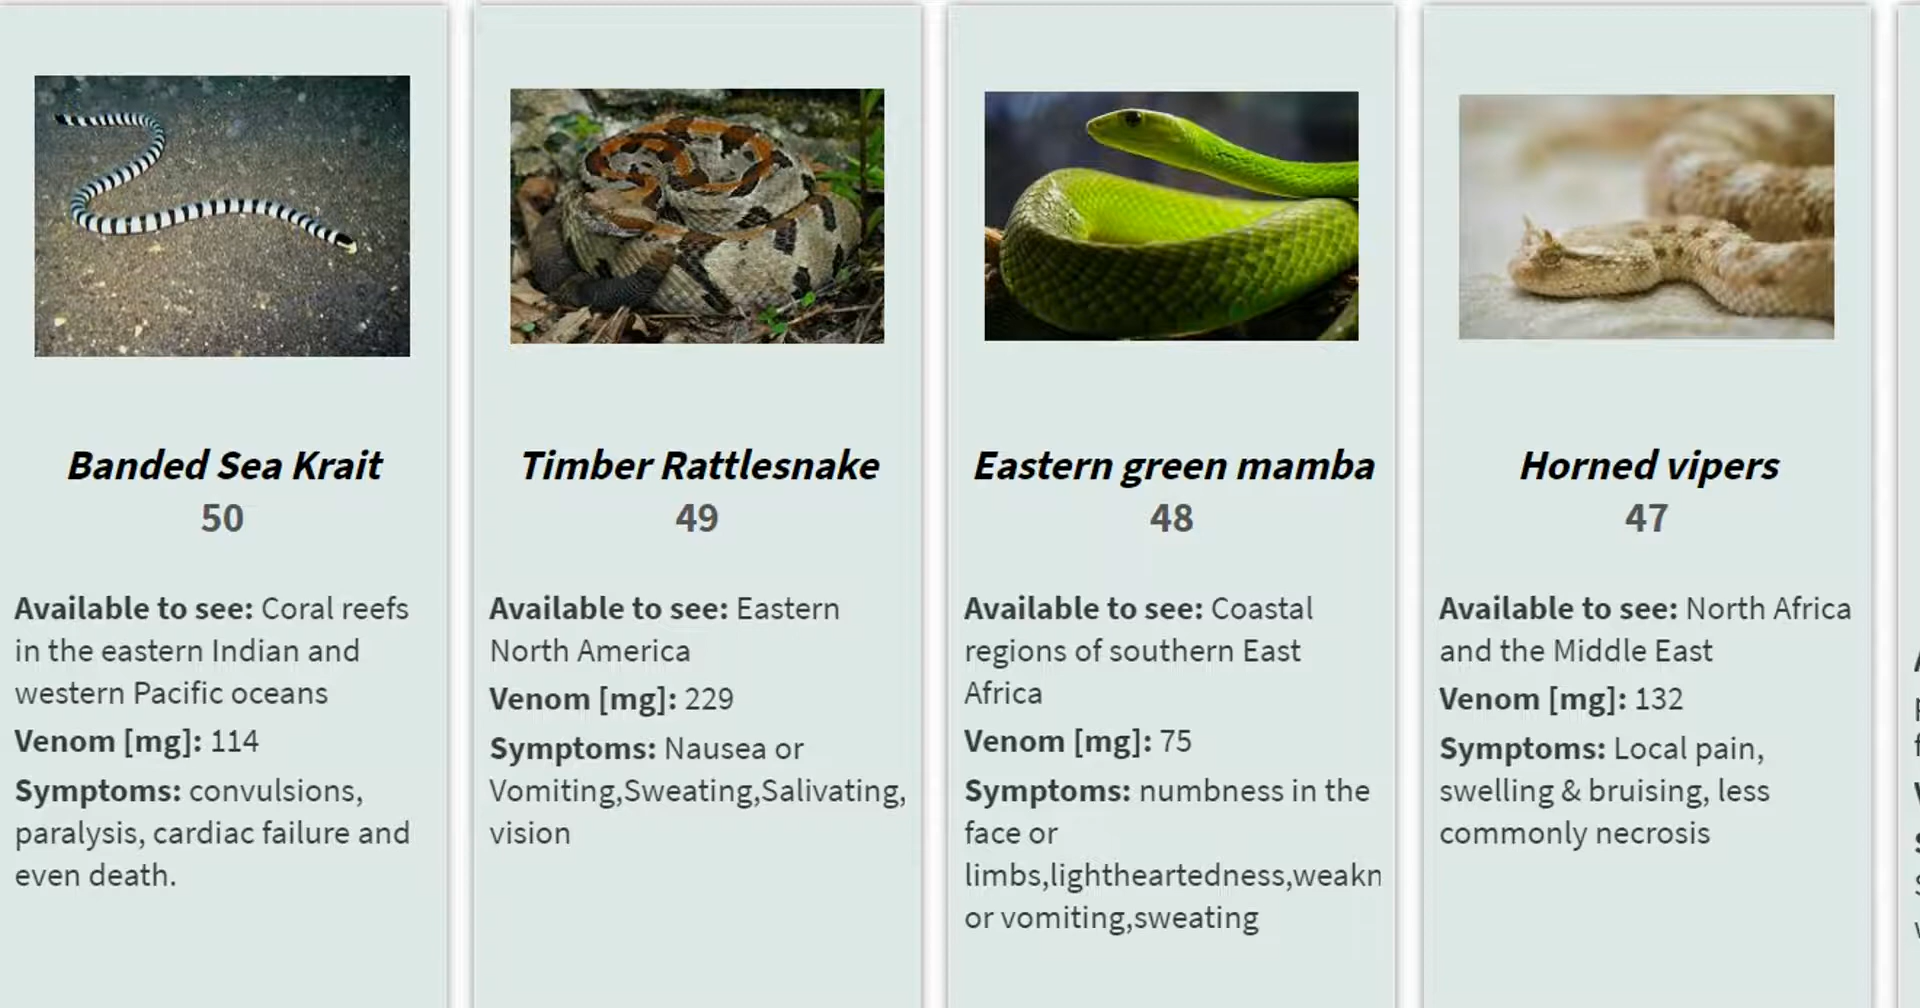 Banded Sea Krait
50
Available to see: Coral reefs
in the eastern Indian and
western Pacific oceans
Venom [mg]: 114
Symptoms: convulsions,
paralysis, cardiac failure and
even death.
Timber Rattlesnake
49
Available to see: Eastern
North America
Venom [mg]: 229
Symptoms: Nausea or
Vomiting,Sweating,Salivating,
vision
Eastern green mamba
48
Available to see: Coastal
regions of southern East
Africa
Venom [mg]: 75
Symptoms: numbness in the
face or
limbs,lightheartedness,weakn
or vomiting,sweating
Horned vipers
47
Available to see: North Africa
and the Middle East
Venom [mg]: 132
Symptoms: Local pain,
swelling & bruising, less
commonly necrosis